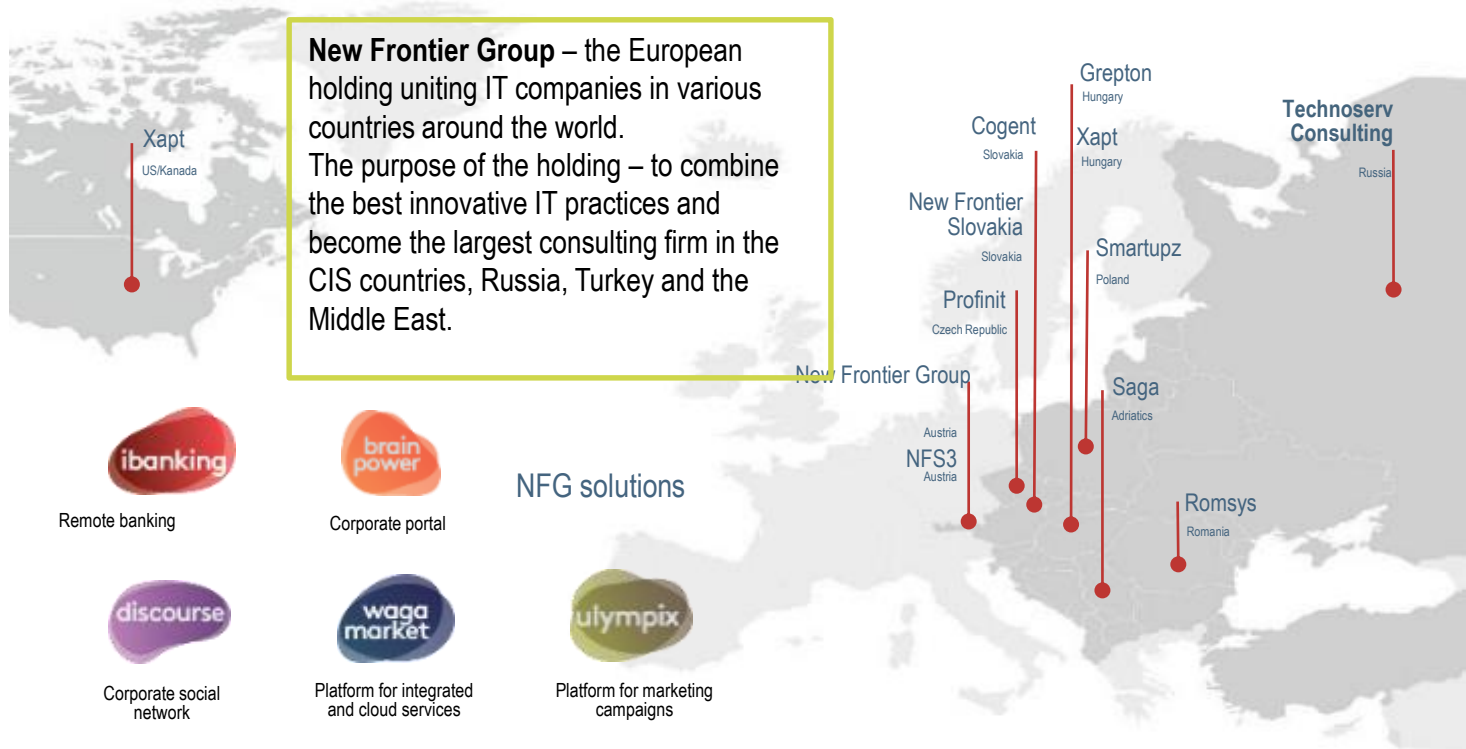 New Frontier Group – the European
holding uniting IT companies in various
countries around the world.
The purpose of the holding – to combine
the best innovative IT practices and
become the largest consulting firm in the
CIS countries, Russia, Turkey and the
Middle East.
Xapt
US/Kanada
Grepton
Hungary
Xapt
Hungary
Cogent
Slovakia
New Frontier
Slovakia
Slovakia
Technoserv
Consulting
Russia
Smartupz
Poland
Profinit
Czech Republic
New Frontier Group
Austria
NFS3
Austria
Saga
Adriatics
Romsys
Romania
NFG solutions
ibanking
Remote banking
brain
power
Corporate portal
discourse
Corporate social
network
waga
market
Platform for integrated
and cloud services
ulympix
Platform for marketing
campaigns